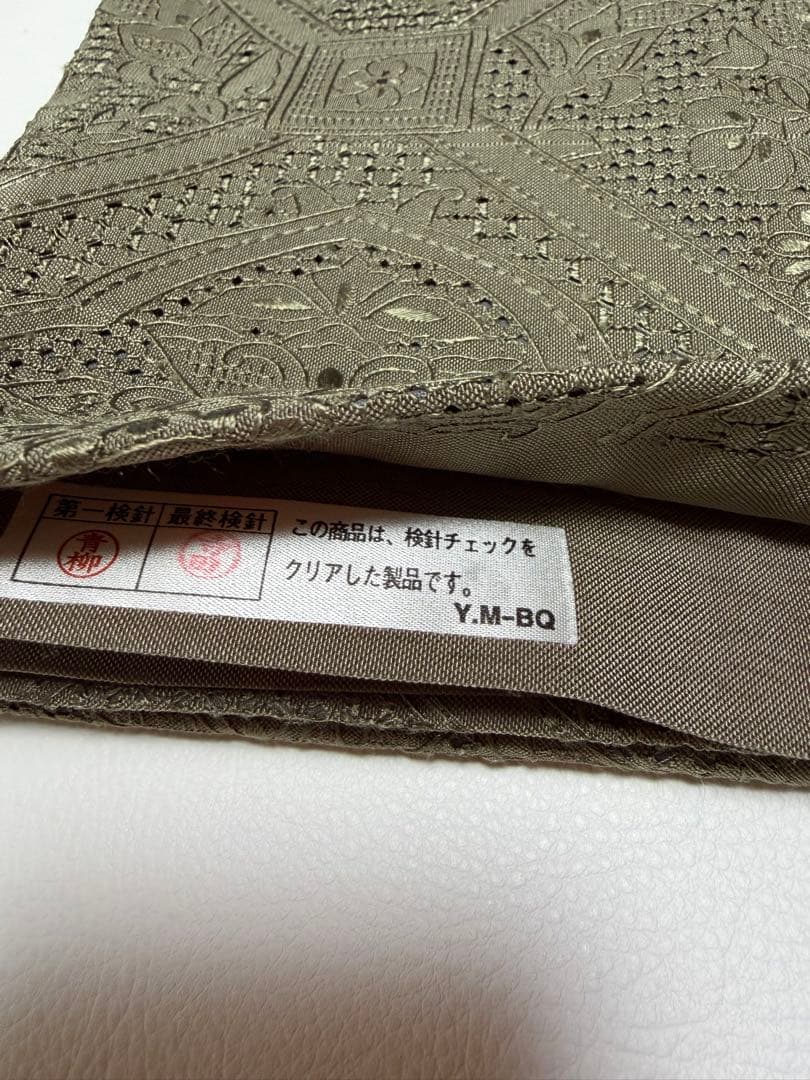 第一検針 最終検針
青柳
この商品は、検針チェックを
クリアした製品です。
Y.M-BQ